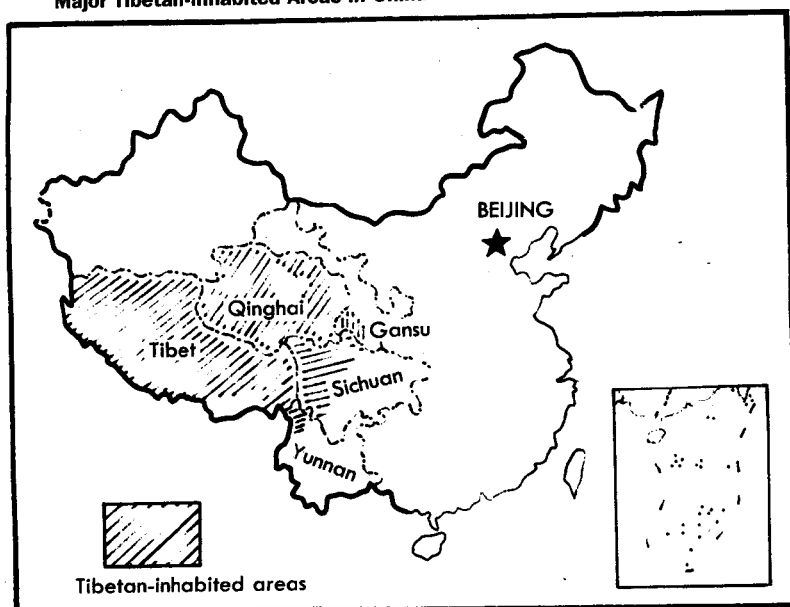 Major Tibetan-Inhabited Areas in China
BEIJING
Qinghai
Gansu
Tibet
Sichuan
Yunnan
Tibetan-inhabited areas